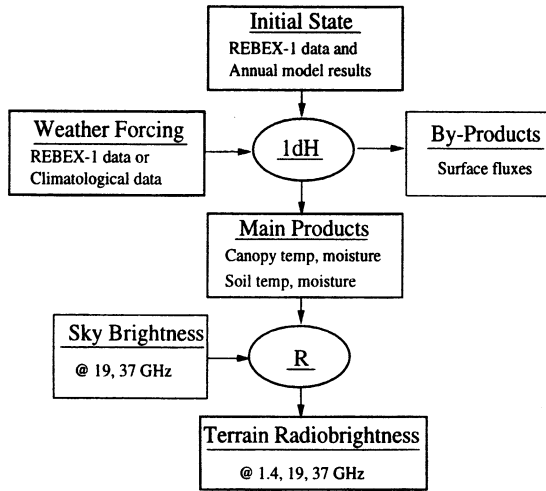 Initial State
REBEX-1 data and
Annual model results
Weather Forcing
REBEX-1 data or
Climatological data
1dH
By-Products
Surface fluxes
Main Products
Canopy temp, moisture
Soil temp, moisture
Sky Brightness
@ 19, 37 GHz
R
Terrain Radiobrightness
@ 1.4, 19, 37 GHz